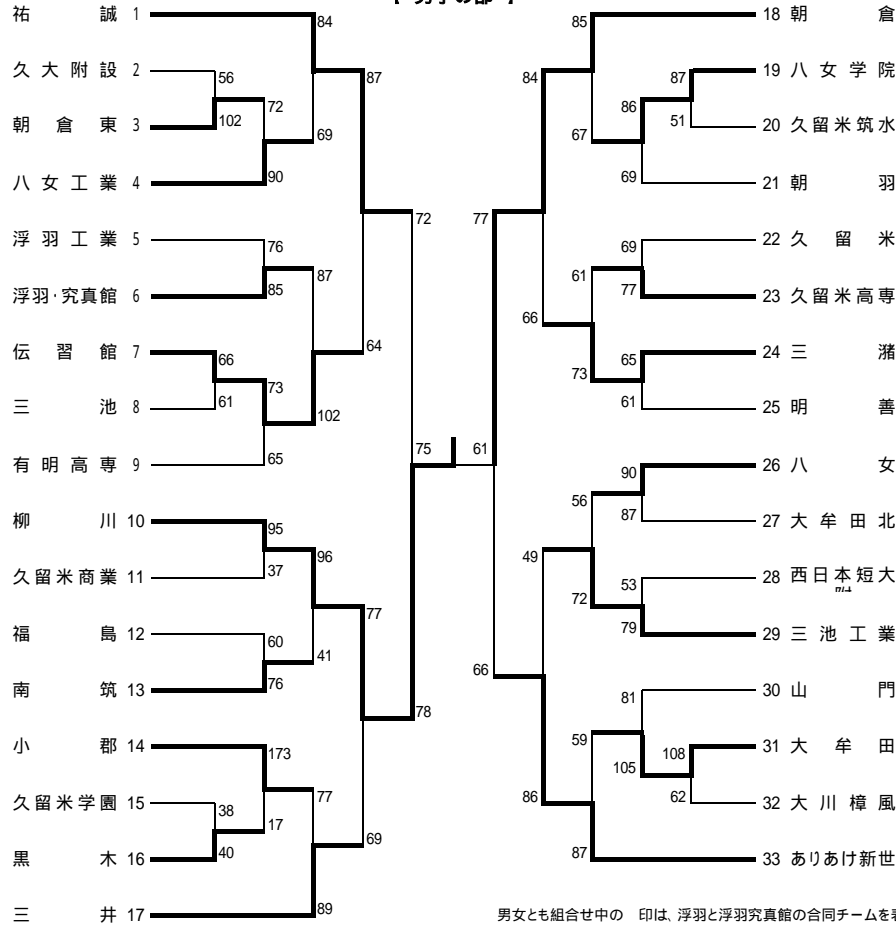 祐誠 1
久大附設 2
朝倉東 3
八女工業 4
浮羽工業 5
浮羽・究真館 6
伝習館 7
三池 8
有明高専 9
柳川 10
久留米商業 11
福島 12
南筑 13
小郡 14
久留米学園 15
黒木 16
三井 17
84
56
102
72
90
69
87
76
85
87
66
61
73
65
102
64
72
95
37
96
60
76
41
77
173
38
40
17
77
89
69
78
75
61
85
84
87
51
86
69
67
77
69
77
61
65
61
73
66
90
87
56
53
79
72
49
66
81
108
62
105
59
87
86
18 朝倉
19 八女学院
20 久留米筑水
21 朝羽
22 久留米
23 久留米高専
24 三潴
25 明善
26 八女
27 大牟田北
28 西日本短大
29 三池工業
30 山門
31 大牟田
32 大川樟風
33 ありあけ新世
男女とも組合せ中の　印は、浮羽と浮羽究真館の合同チームを